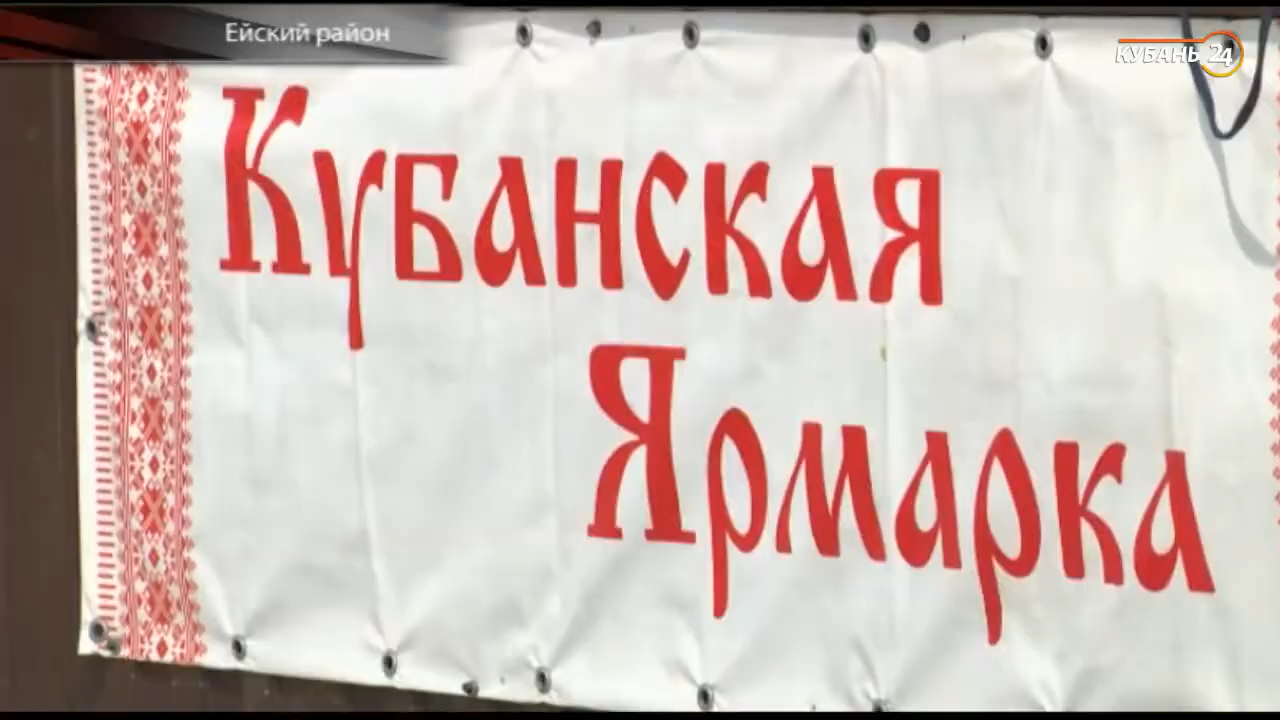 Ейский район
КУБАНЬ 24
Кубанская
Ярмарка